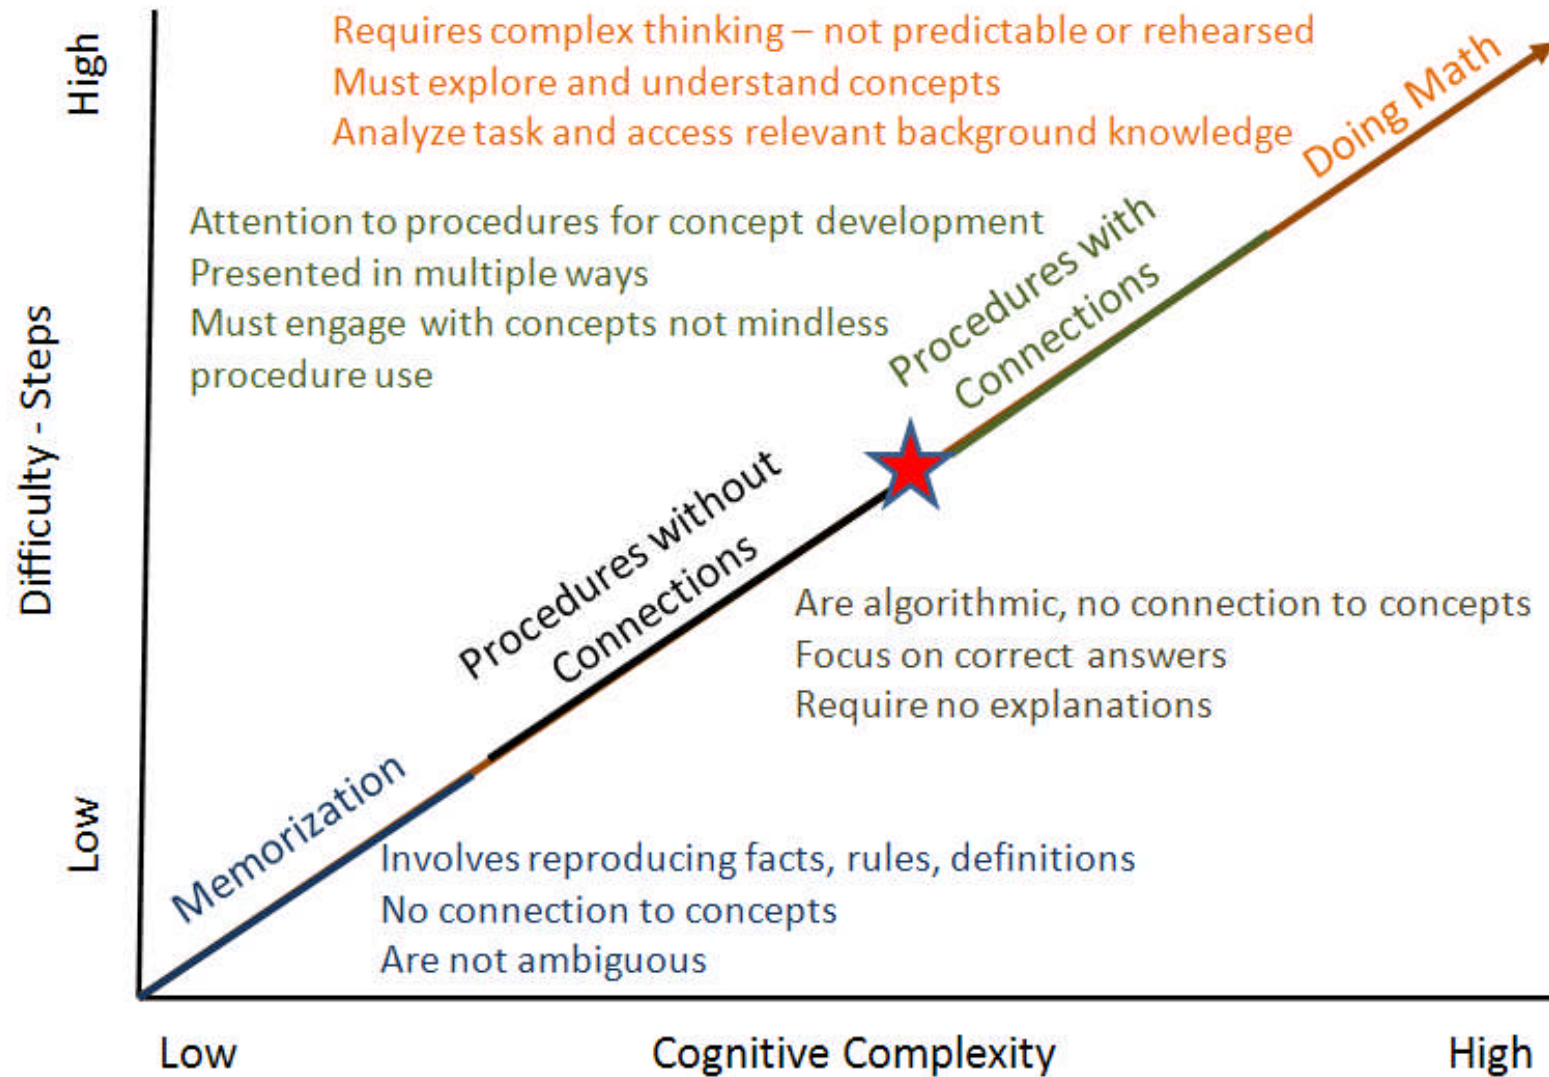 High
Requires complex thinking – not predictable or rehearsed
Must explore and understand concepts
Analyze task and access relevant background knowledge
Doing Math
Attention to procedures for concept development
Presented in multiple ways
Must engage with concepts not mindless
procedure use
Procedures with
Connections
Difficulty - Steps
Procedures without
Connections
Are algorithmic, no connection to concepts
Focus on correct answers
Require no explanations
Low
Memorization
Involves reproducing facts, rules, definitions
No connection to concepts
Are not ambiguous
Low
Cognitive Complexity
High